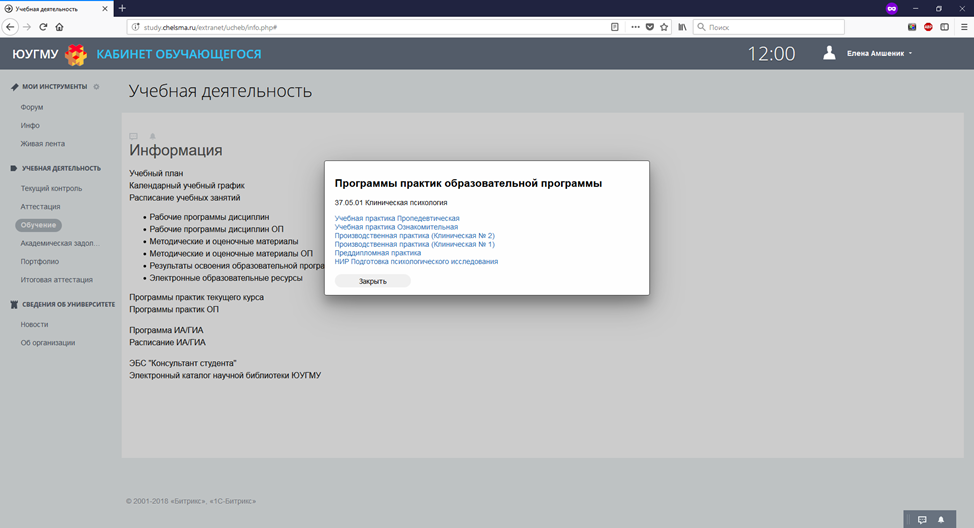 Учебная деятельность
study.chelsma.ru/extranet/ucheb/info.php#
Поиск
ЮУГМУ КАБИНЕТ ОБУЧАЮЩЕГОСЯ
12:00
Елена Амшеник
МОИ ИНСТРУМЕНТЫ
Форум
Инфо
Живая лента
УЧЕБНАЯ ДЕЯТЕЛЬНОСТЬ
Текущий контроль
Аттестация
Обучение
Академическая задол...
Портфолио
Итоговая аттестация
СВЕДЕНИЯ ОБ УНИВЕРСИТЕТЕ
Новости
Об организации
Учебная деятельность
Информация
Учебный план
Календарный учебный график
Расписание учебных занятий
Рабочие программы дисциплин
Рабочие программы дисциплин ОП
Методические и оценочные материалы
Методические и оценочные материалы ОП
Результаты освоения образовательной програ
Электронные образовательные ресурсы
Программы практик текущего курса
Программы практик ОП
Программа ИА/ГИА
Расписание ИА/ГИА
ЭБС "Консультант студента"
Электронный каталог научной библиотеки ЮУГМУ
Программы практик образовательной программы
37.05.01 Клиническая психология
Учебная практика Пропедевтическая
Учебная практика Ознакомительная
Производственная практика (Клиническая № 2)
Производственная практика (Клиническая № 1)
Преддипломная практика
НИР Подготовка психологического исследования
Закрыть
© 2001-2018 «Битрикс», «1С-Битрикс»